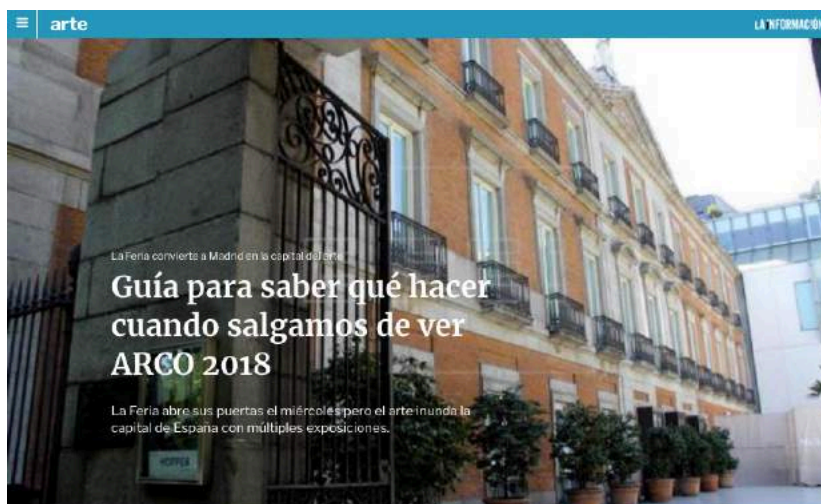 arte
LA INFORMACIÓN
La Feria convierte a Madrid en la capital del arte
Guía para saber qué hacer
cuando salgamos de ver
ARCO 2018
La Feria abre sus puertas el miércoles pero el arte inunda la
capital de España con múltiples exposiciones.
HOPPER